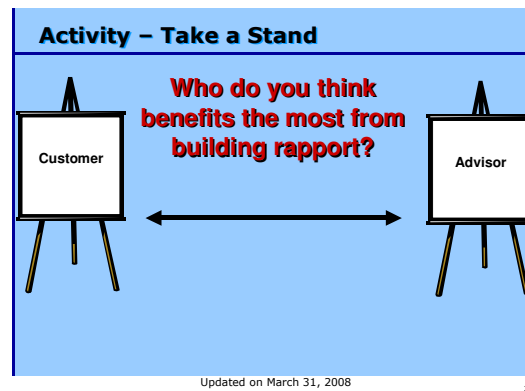 Activity – Take a Stand
Who do you think
benefits the most from
building rapport?
Customer
Advisor
Updated on March 31, 2008